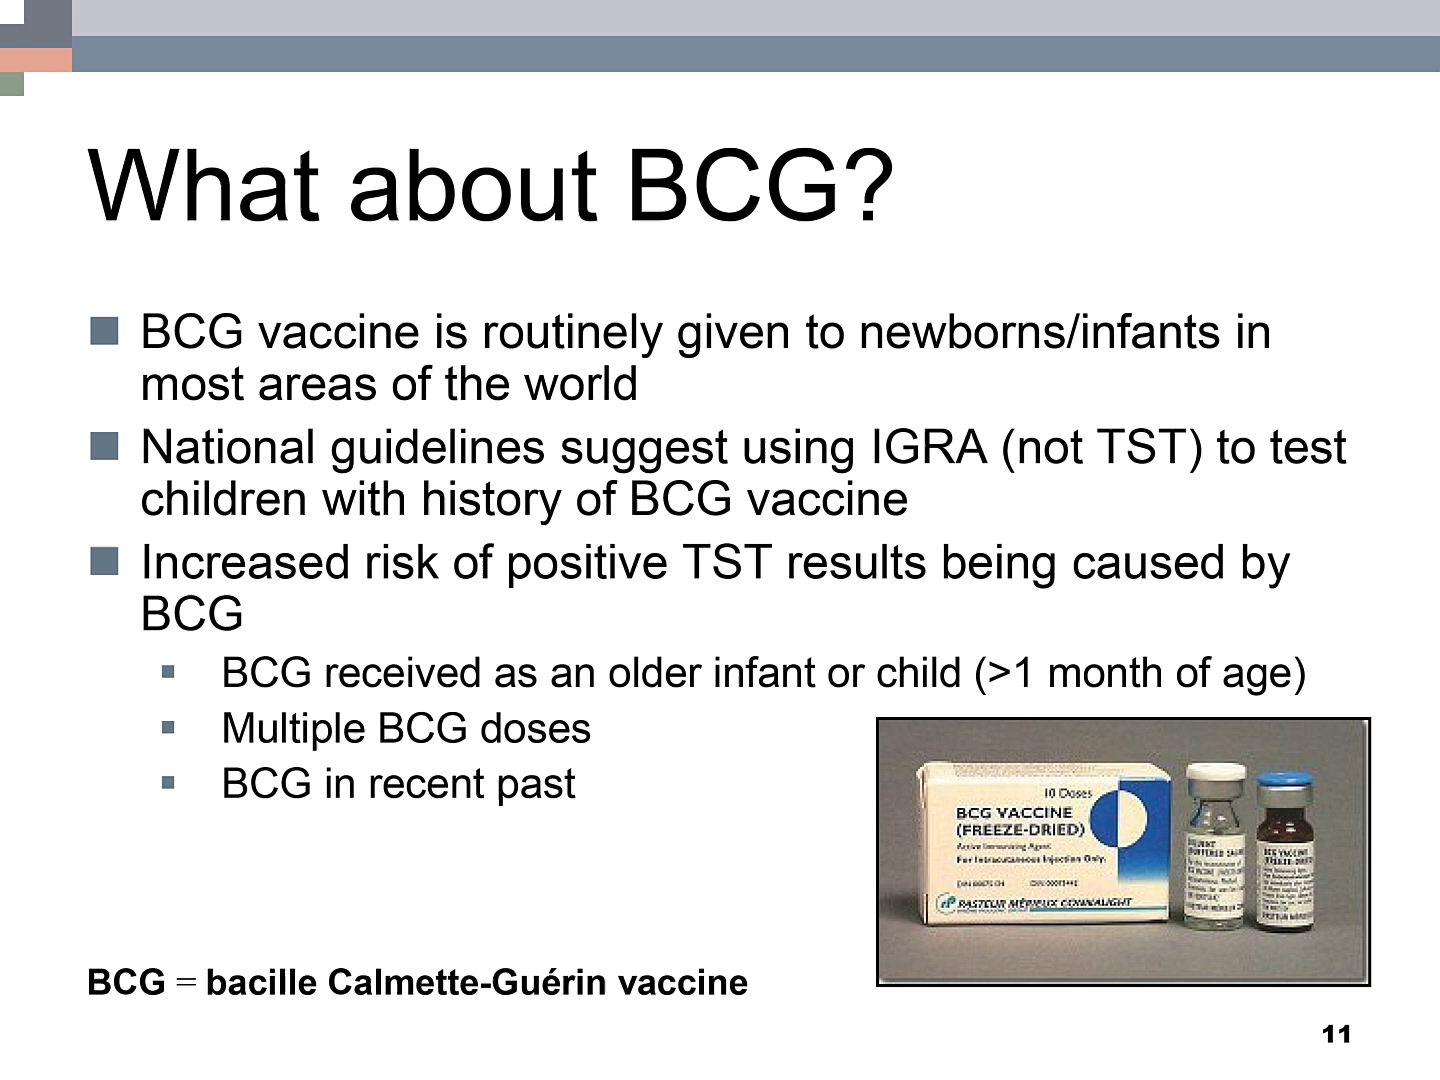 What about BCG?
BCG vaccine is routinely given to newborns/infants in
most areas of the world
National guidelines suggest using IGRA (not TST) to test
children with history of BCG vaccine
Increased risk of positive TST results being caused by
BCG
BCG received as an older infant or child (>1 month of age)
Multiple BCG doses
BCG in recent past
10 Doses
BCG VACCINE
(FREEZE-DRIED)
Active Immunizing Agent
For Intracutaneous Injection Only.
PASTEUR MÉRIEUX CONNAUGHT
BCG VACCINE
BCG = bacille Calmette-Guérin vaccine
11